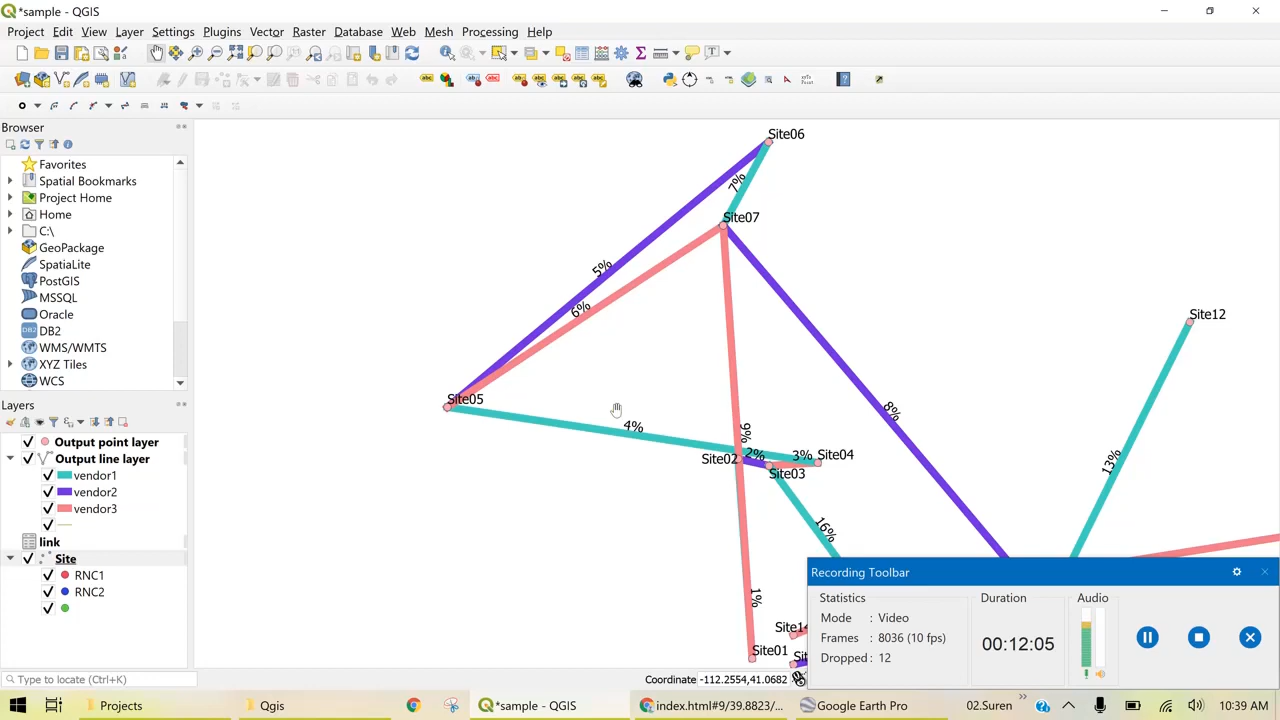 *sample - QGIS
Project Edit View Layer Settings Plugins Vector Raster Database Web Mesh Processing Help
Browser
Favorites
Spatial Bookmarks
Project Home
Home
C:\
GeoPackage
SpatiaLite
PostGIS
MSSQL
Oracle
DB2
WMS/WMTS
XYZ Tiles
WCS
Layers
Output point layer
Output line layer
vendor1
vendor2
vendor3
link
Site
RNC1
RNC2
Type to locate (Ctrl+K)
Site06
7%
Site07
5%
6%
Site12
Site05
8%
4%
9%
2%
3%
Site04
Site02
Site03
13%
16%
1%
Site14
Site01
Coordinate -112.2554,41.0682
Recording Toolbar
Statistics
Mode : Video
Frames : 8036 (10 fps)
Dropped : 12
Duration
00:12:05
Audio
Projects
Qgis
*sample - QGIS
index.html#9/39.8823/...
Google Earth Pro
02.Suren
10:39 AM